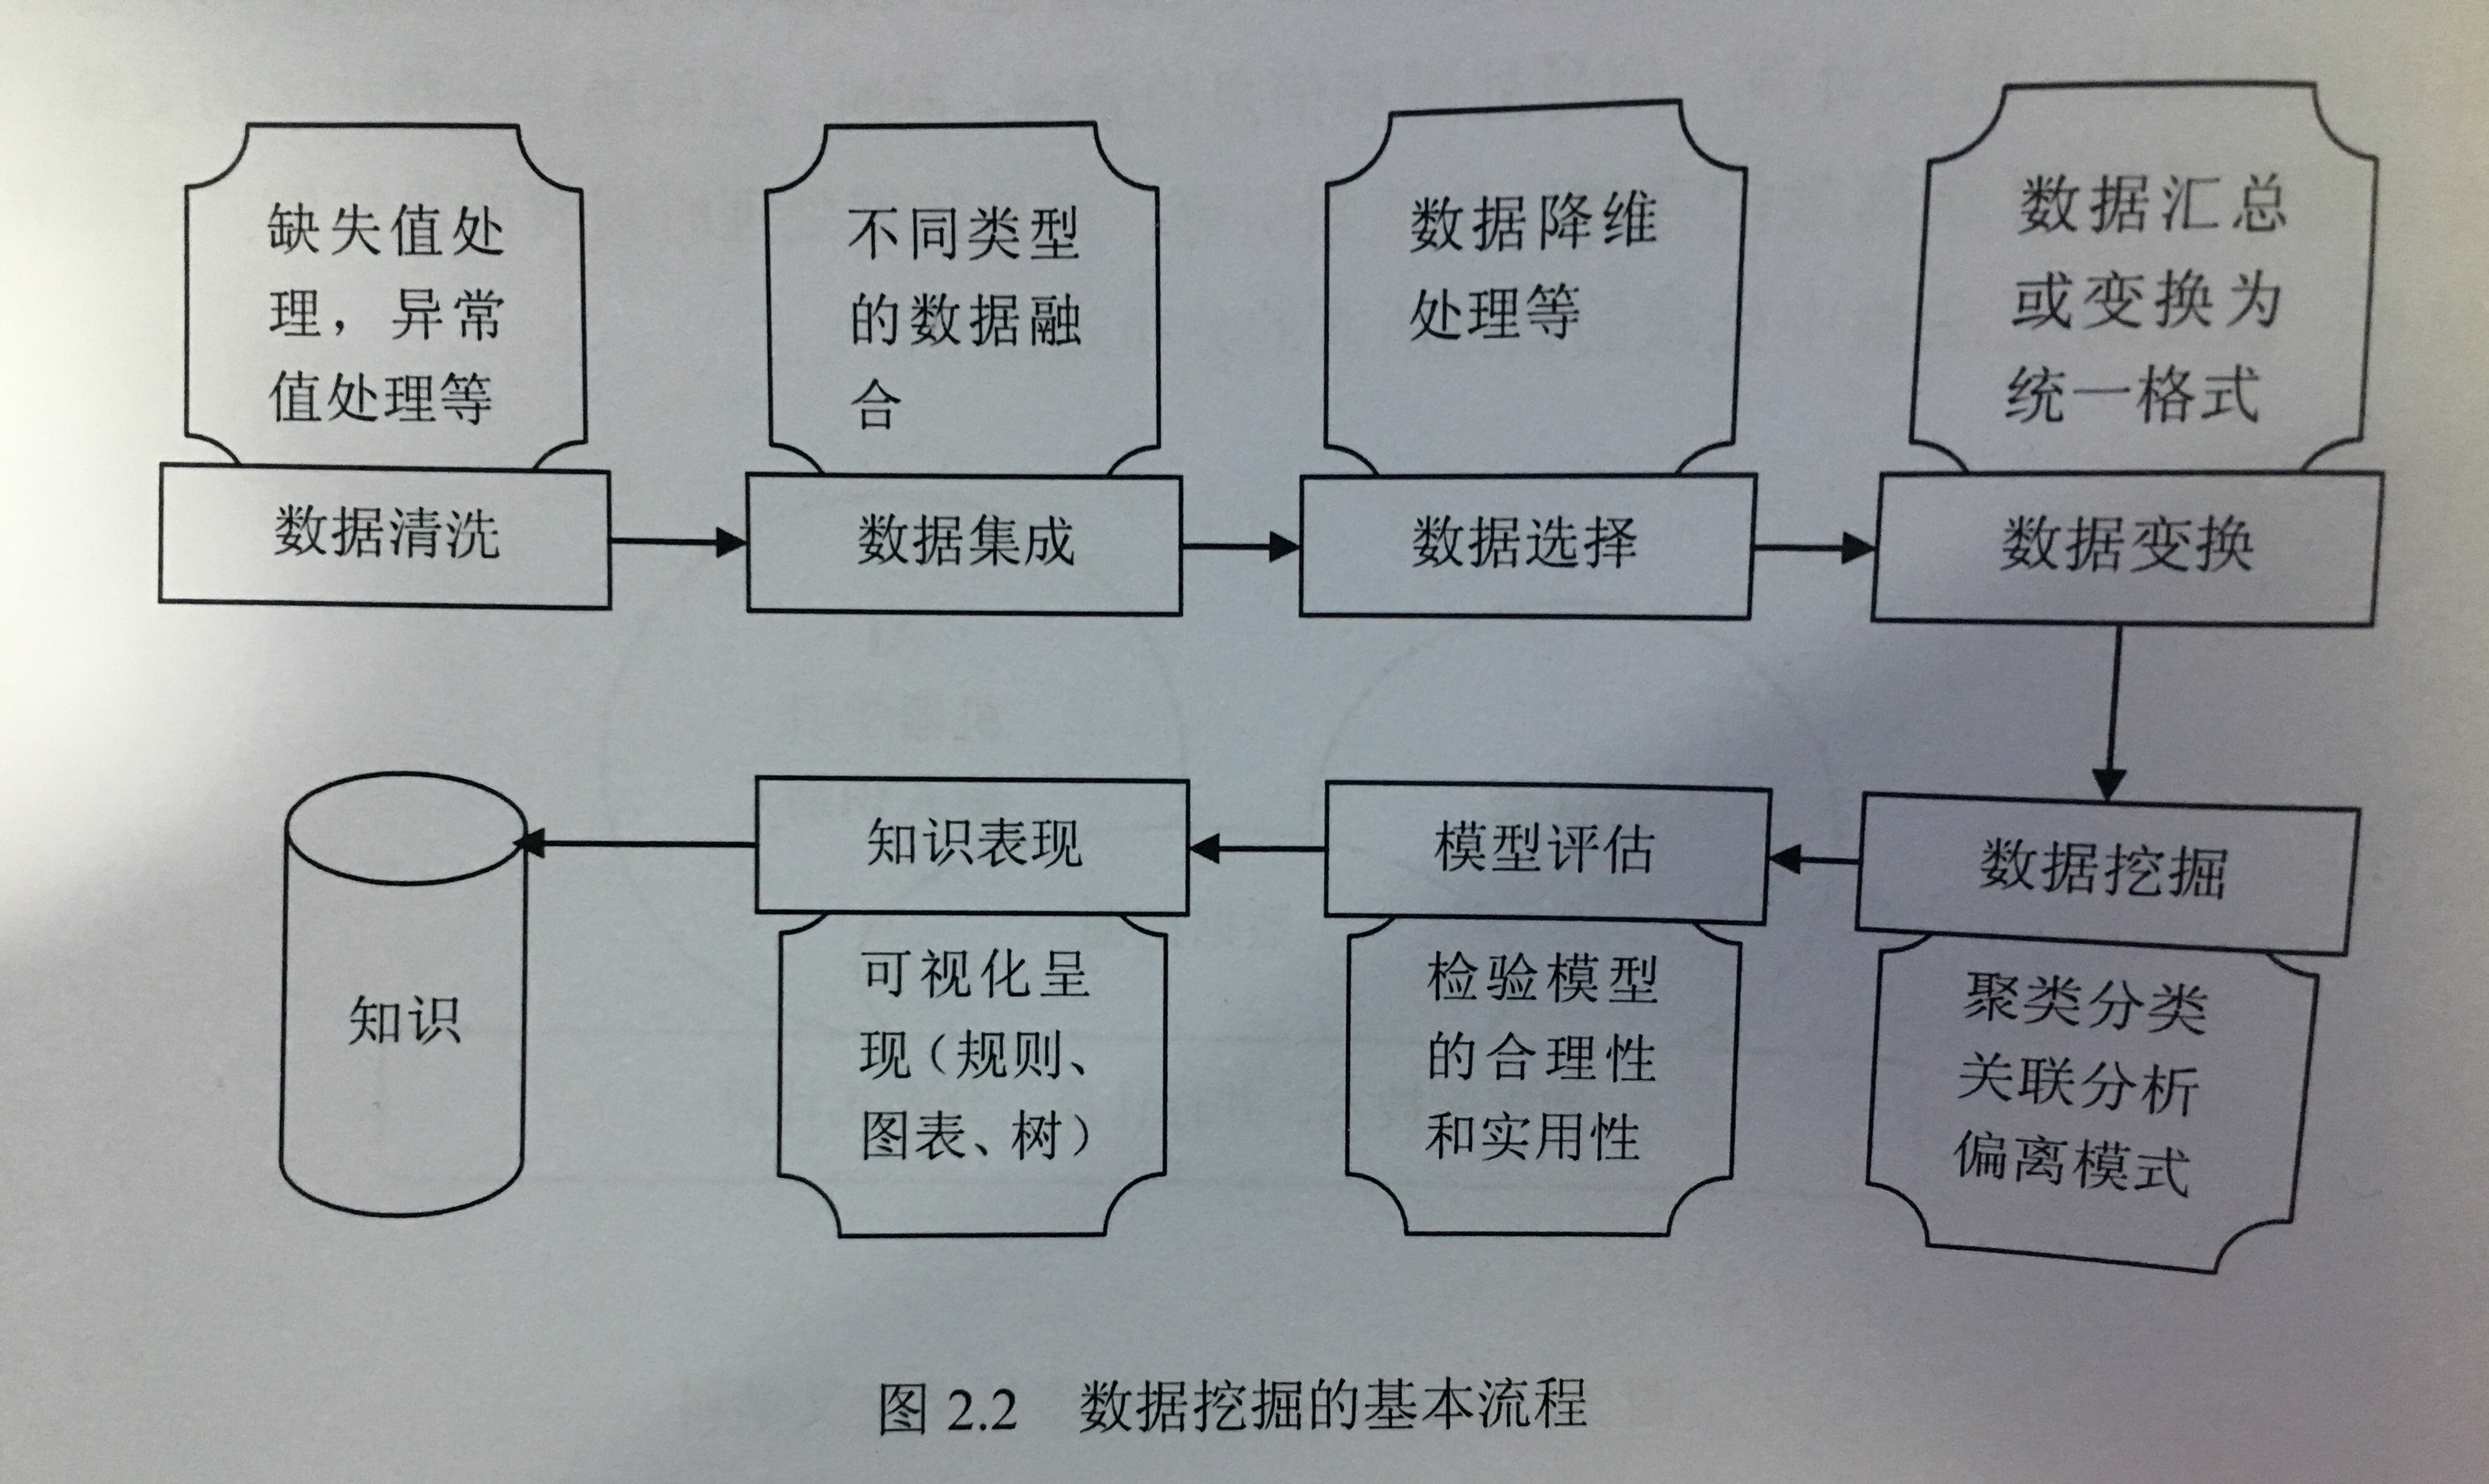 缺失值处
理，异常
值处理等
数据清洗
不同类型
的数据融
合
数据集成
数据降维
处理等
数据选择
数据汇总
或变换为
统一格式
数据变换
数据挖掘
聚类分类
关联分析
偏离模式
模型评估
检验模型
的合理性
和实用性
知识表现
可视化呈
现（规则、
图表、树）
知识
图 2.2 数据挖掘的基本流程